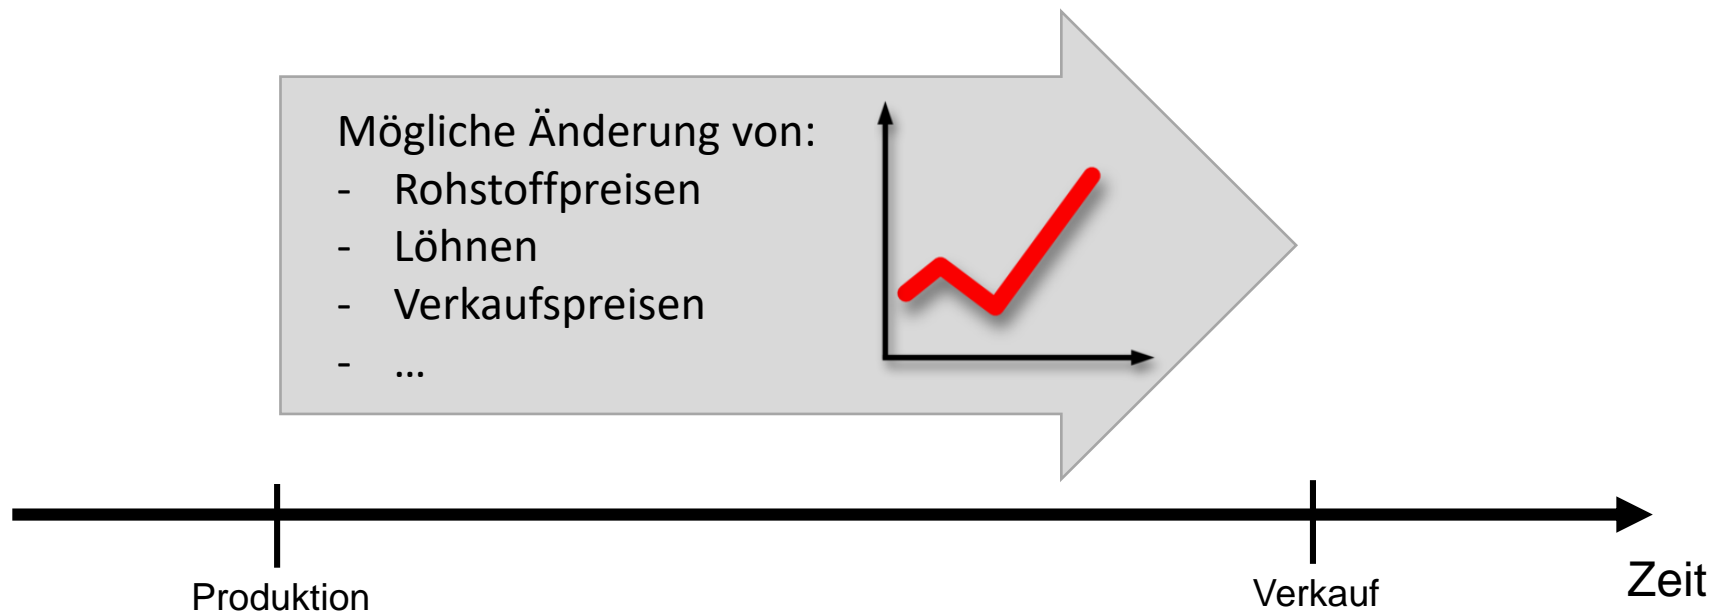 Mögliche Änderung von:
- Rohstoffpreisen
- Löhnen
- Verkaufspreisen
- …
Produktion
Verkauf
Zeit